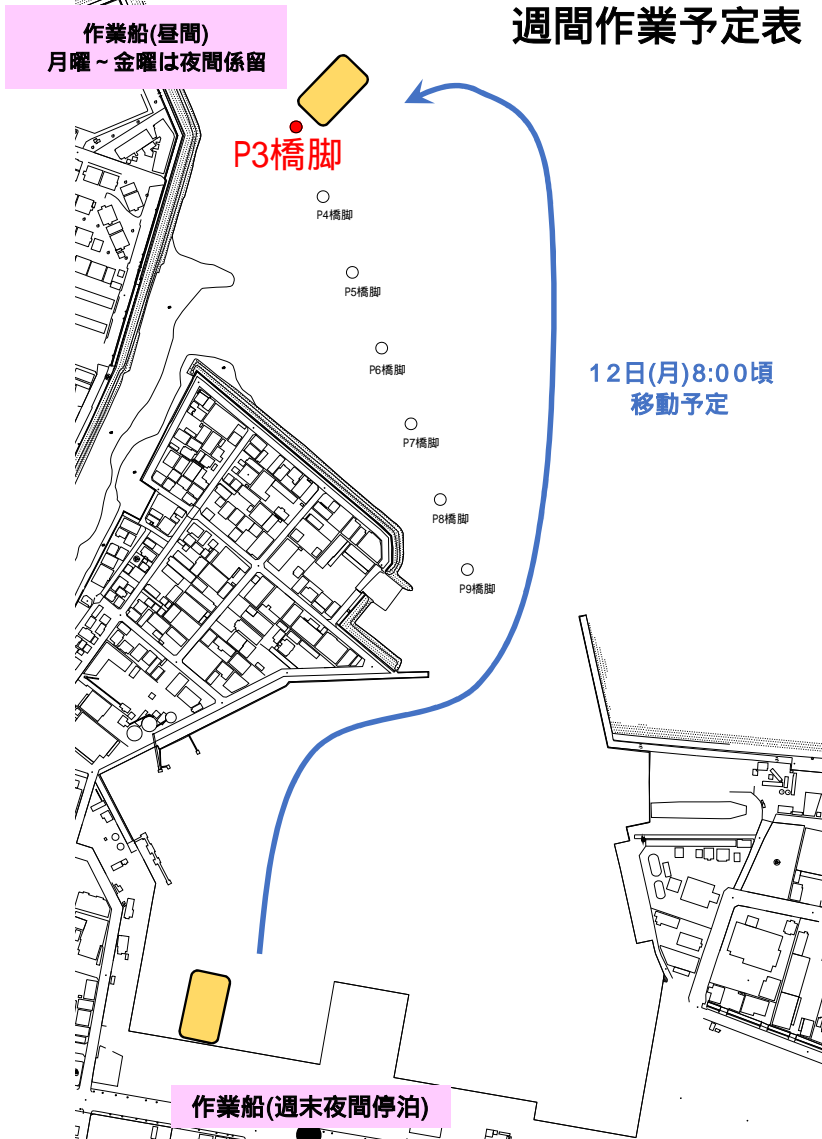 週間作業予定表
作業船(昼間)
月曜~金曜は夜間係留
P3橋脚
P4橋脚
P5橋脚
P6橋脚
12日(月)8:00頃
移動予定
P7橋脚
P8橋脚
P9橋脚
作業船(週末夜間停泊)